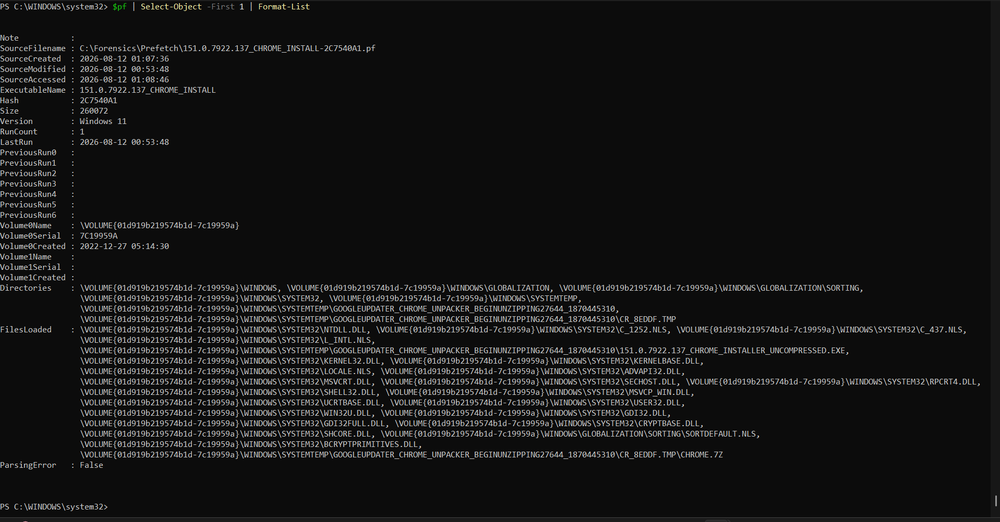 PS C:\WINDOWS\system32> $pf | Select-Object -First 1 | Format-List
Note            :
SourceFilename : C:\Forensics\Prefetch\151.0.7922.137_CHROME_INSTALL-2C7540A1.pf
SourceCreated  : 2026-08-12 01:07:36
SourceModified : 2026-08-12 00:53:48
SourceAccessed : 2026-08-12 01:08:46
ExecutableName : 151.0.7922.137_CHROME_INSTALL
Hash           : 2C7540A1
Size           : 260072
Version        : Windows 11
RunCount       : 1
LastRun        : 2026-08-12 00:53:48
PreviousRun0   :
PreviousRun1   :
PreviousRun2   :
PreviousRun3   :
PreviousRun4   :
PreviousRun5   :
PreviousRun6   :
Volume0Name    : \VOLUME{01d919b219574b1d-7c19959a}
Volume0Serial  : 7C19959A
Volume0Created : 2022-12-27 05:14:30
Volume1Name    :
Volume1Serial  :
Volume1Created :
Directories    : \VOLUME{01d919b219574b1d-7c19959a}\WINDOWS, \VOLUME{01d919b219574b1d-7c19959a}\WINDOWS\GLOBALIZATION, \VOLUME{01d919b219574b1d-7c19959a}\WINDOWS\GLOBALIZATION\SORTING,
\VOLUME{01d919b219574b1d-7c19959a}\WINDOWS\SYSTEM32, \VOLUME{01d919b219574b1d-7c19959a}\WINDOWS\SYSTEMTEMP,
\VOLUME{01d919b219574b1d-7c19959a}\WINDOWS\SYSTEMTEMP\GOOGLEUPDATER_CHROME_UNPACKER_BEGINUNZIPPING27644_1870445310,
\VOLUME{01d919b219574b1d-7c19959a}\WINDOWS\SYSTEMTEMP\GOOGLEUPDATER_CHROME_UNPACKER_BEGINUNZIPPING27644_1870445310\CR_8EDDF.TMP
FilesLoaded    : \VOLUME{01d919b219574b1d-7c19959a}\WINDOWS\SYSTEM32\NTDLL.DLL, \VOLUME{01d919b219574b1d-7c19959a}\WINDOWS\SYSTEM32\C_1252.NLS, \VOLUME{01d919b219574b1d-7c19959a}\WINDOWS\SYSTEM32\C_437.NLS,
\VOLUME{01d919b219574b1d-7c19959a}\WINDOWS\SYSTEM32\L_INTL.NLS,
\VOLUME{01d919b219574b1d-7c19959a}\WINDOWS\SYSTEMTEMP\GOOGLEUPDATER_CHROME_UNPACKER_BEGINUNZIPPING27644_1870445310\151.0.7922.137_CHROME_INSTALLER_UNCOMPRESSED.EXE,
\VOLUME{01d919b219574b1d-7c19959a}\WINDOWS\SYSTEM32\KERNEL32.DLL, \VOLUME{01d919b219574b1d-7c19959a}\WINDOWS\SYSTEM32\KERNELBASE.DLL,
\VOLUME{01d919b219574b1d-7c19959a}\WINDOWS\SYSTEM32\LOCALE.NLS, \VOLUME{01d919b219574b1d-7c19959a}\WINDOWS\SYSTEM32\ADVAPI32.DLL,
\VOLUME{01d919b219574b1d-7c19959a}\WINDOWS\SYSTEM32\MSVCRT.DLL, \VOLUME{01d919b219574b1d-7c19959a}\WINDOWS\SYSTEM32\SECHOST.DLL, \VOLUME{01d919b219574b1d-7c19959a}\WINDOWS\SYSTEM32\RPCRT4.DLL,
\VOLUME{01d919b219574b1d-7c19959a}\WINDOWS\SYSTEM32\SHELL32.DLL, \VOLUME{01d919b219574b1d-7c19959a}\WINDOWS\SYSTEM32\MSVCP_WIN.DLL,
\VOLUME{01d919b219574b1d-7c19959a}\WINDOWS\SYSTEM32\UCRTBASE.DLL, \VOLUME{01d919b219574b1d-7c19959a}\WINDOWS\SYSTEM32\USER32.DLL,
\VOLUME{01d919b219574b1d-7c19959a}\WINDOWS\SYSTEM32\WIN32U.DLL, \VOLUME{01d919b219574b1d-7c19959a}\WINDOWS\SYSTEM32\GDI32.DLL,
\VOLUME{01d919b219574b1d-7c19959a}\WINDOWS\SYSTEM32\GDI32FULL.DLL, \VOLUME{01d919b219574b1d-7c19959a}\WINDOWS\SYSTEM32\CRYPTBASE.DLL,
\VOLUME{01d919b219574b1d-7c19959a}\WINDOWS\SYSTEM32\SHCORE.DLL, \VOLUME{01d919b219574b1d-7c19959a}\WINDOWS\GLOBALIZATION\SORTING\SORTDEFAULT.NLS,
\VOLUME{01d919b219574b1d-7c19959a}\WINDOWS\SYSTEM32\BCRYPTPRIMITIVES.DLL,
\VOLUME{01d919b219574b1d-7c19959a}\WINDOWS\SYSTEMTEMP\GOOGLEUPDATER_CHROME_UNPACKER_BEGINUNZIPPING27644_1870445310\CR_8EDDF.TMP\CHROME.7Z
ParsingError   : False
PS C:\WINDOWS\system32>